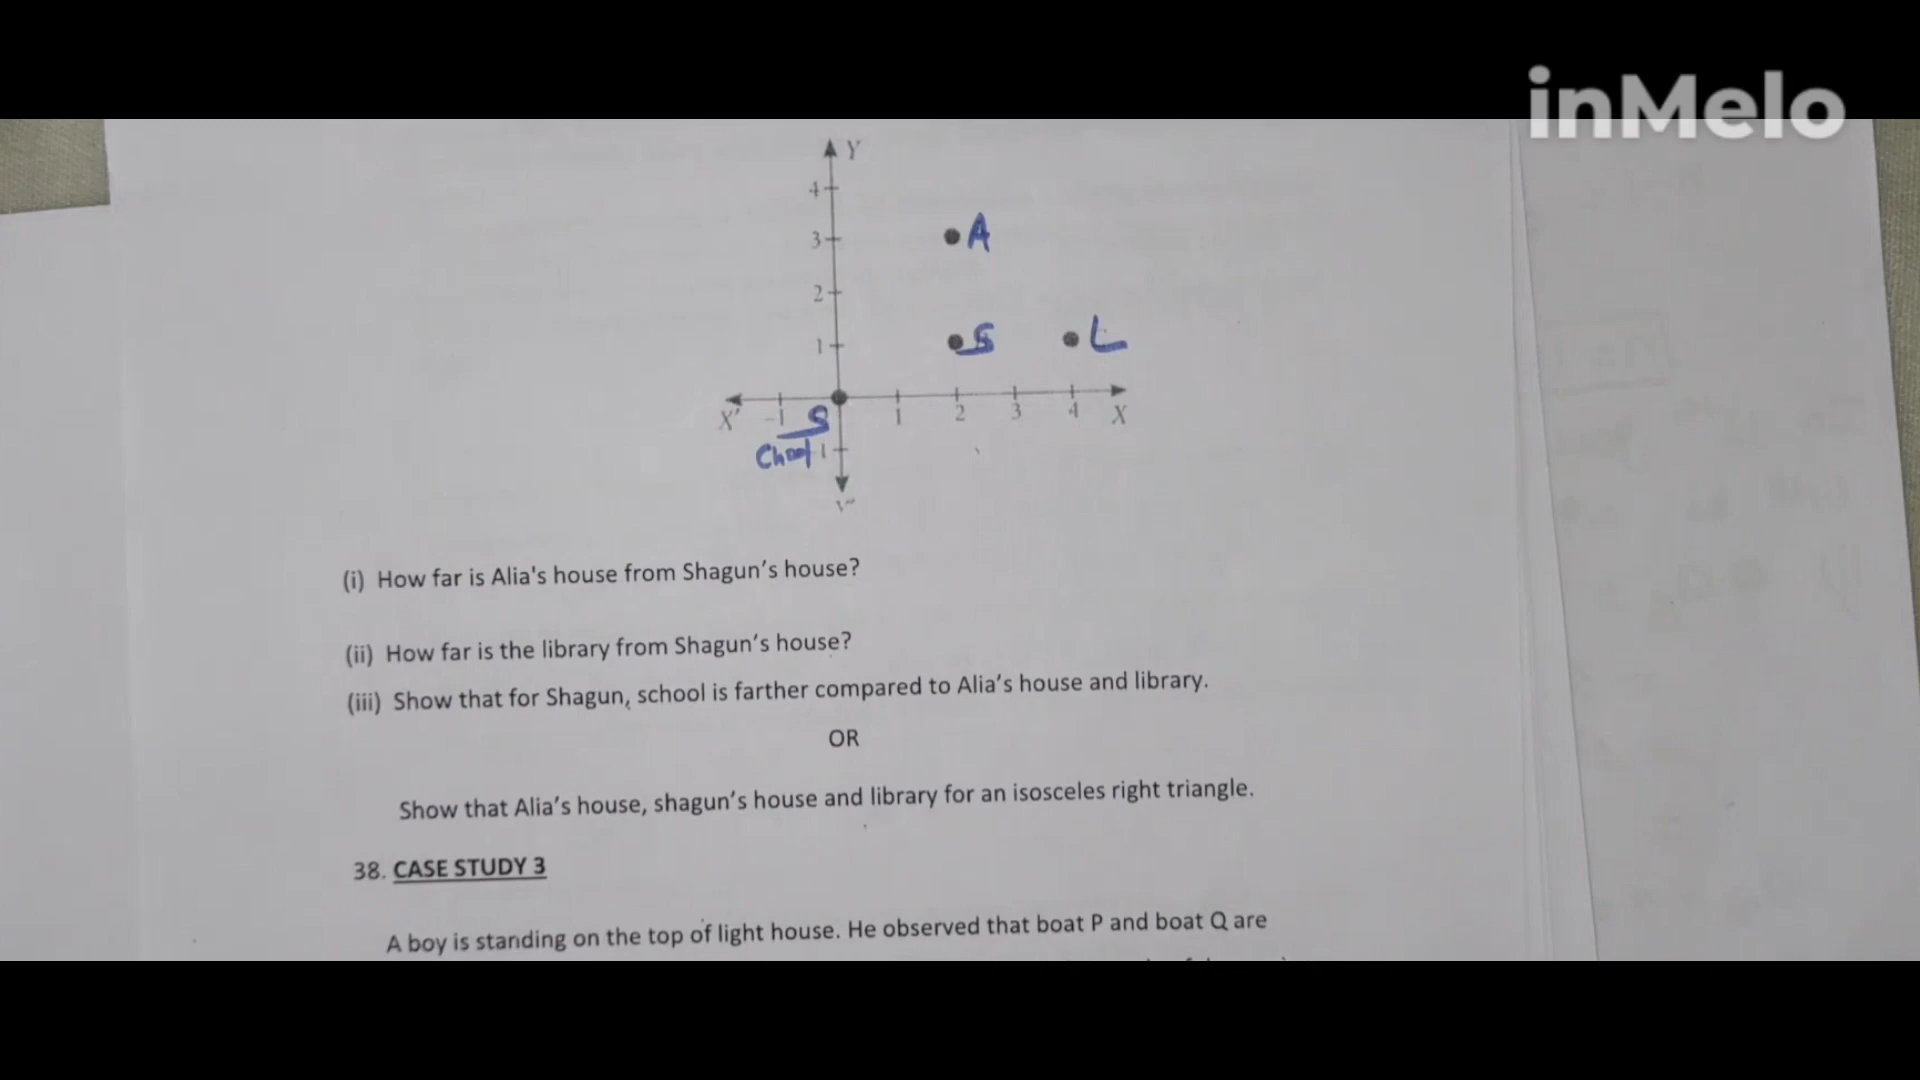 inMelo
Y
4
A
3
2
S L
1
X' -1 S 1 2 3 4 X
Chool 1
(i) How far is Alia's house from Shagun's house?
(ii) How far is the library from Shagun's house?
(iii) Show that for Shagun, school is farther compared to Alia's house and library.
OR
Show that Alia's house, shagun's house and library for an isosceles right triangle.
38. CASE STUDY 3
A boy is standing on the top of light house. He observed that boat P and boat Q are